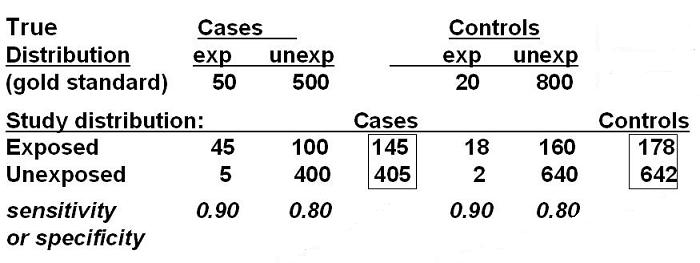 True Cases Controls
Distribution exp unexp exp unexp
(gold standard) 50 500 20 800
Study distribution: Cases Controls
Exposed 45 100 145 18 160 178
Unexposed 5 400 405 2 640 642
sensitivity 0.90 0.80 0.90 0.80
or specificity